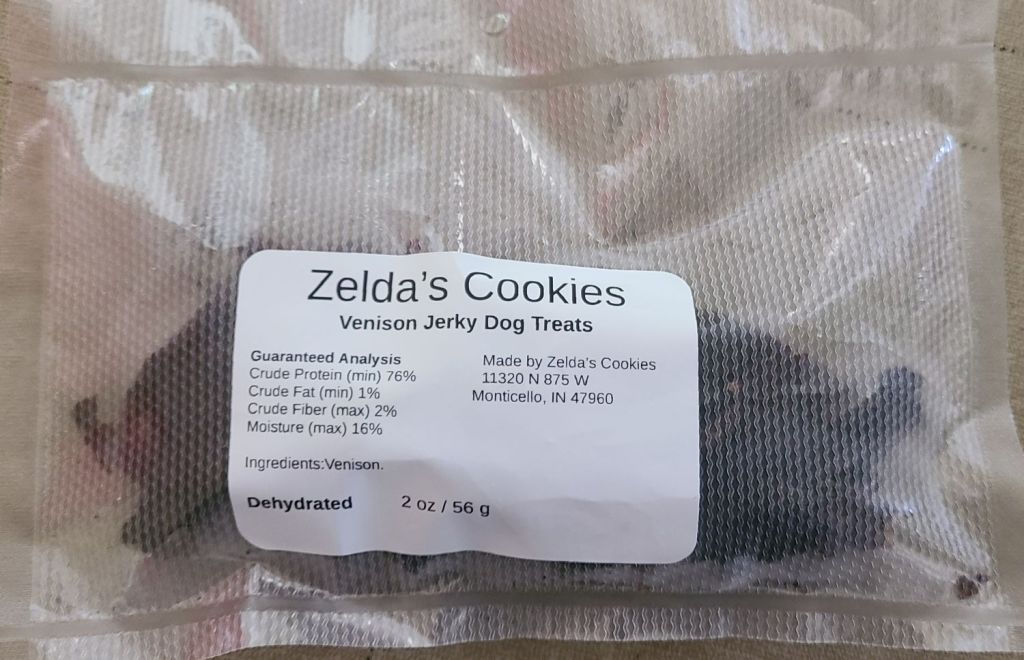 Zelda's Cookies
Venison Jerky Dog Treats
Guaranteed Analysis
Crude Protein (min) 76%
Crude Fat (min) 1%
Crude Fiber (max) 2%
Moisture (max) 16%
Made by Zelda's Cookies
11320 N 875 W
Monticello, IN 47960
Ingredients:Venison.
Dehydrated 2 oz / 56 g